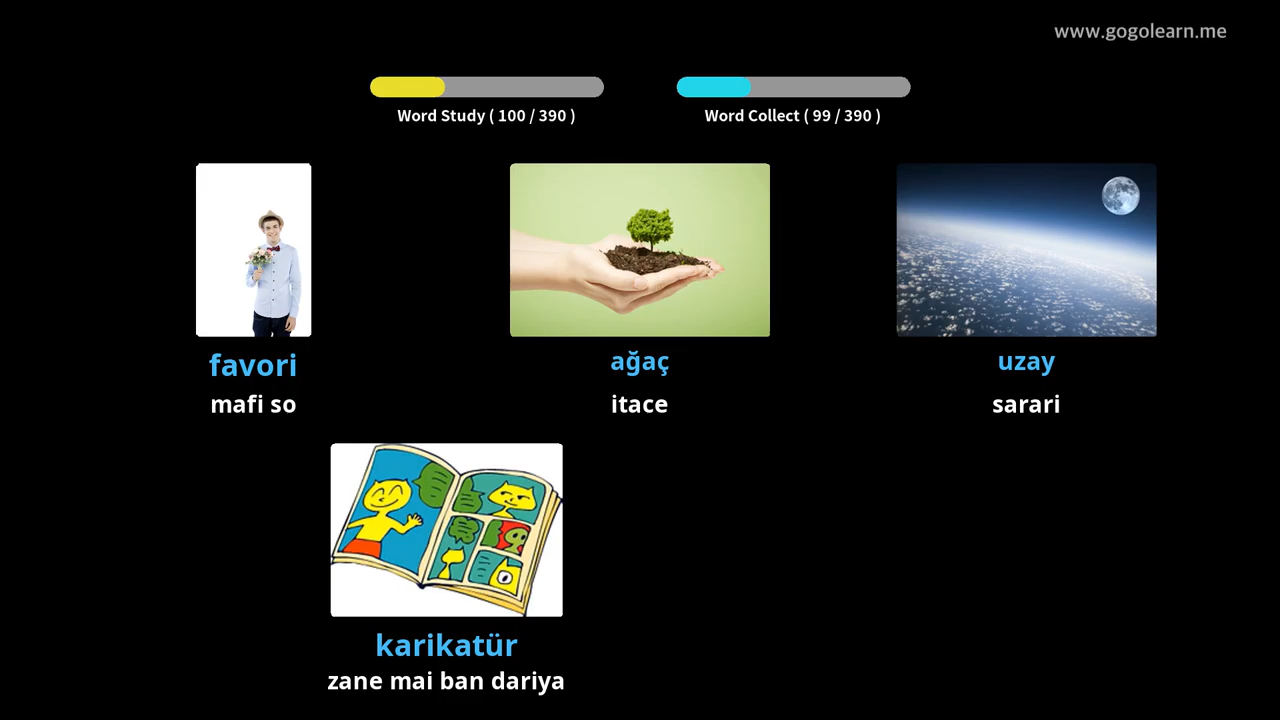 www.gogolearn.me
Word Study ( 100 / 390 )
Word Collect ( 99 / 390 )
favori
mafi so
ağaç
itace
uzay
sarari
karikatür
zane mai ban dariya